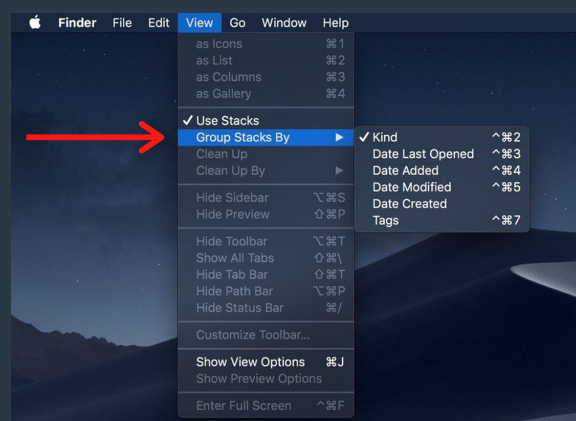 Finder File Edit View Go Window Help
as Icons ⌘1
as List ⌘2
as Columns ⌘3
as Gallery ⌘4
✓ Use Stacks
Group Stacks By ▶
Clean Up
Clean Up By ▶
Hide Sidebar ⌥⌘S
Hide Preview ⇧⌘P
Hide Toolbar ⌥⌘T
Show All Tabs ⇧⌘\
Hide Tab Bar ⇧⌘T
Hide Path Bar ⌥⌘P
Hide Status Bar ⌘/
Customize Toolbar...
Show View Options ⌘J
Show Preview Options
Enter Full Screen ^⌘F
✓ Kind ^⌘2
Date Last Opened ^⌘3
Date Added ^⌘4
Date Modified ^⌘5
Date Created
Tags ^⌘7